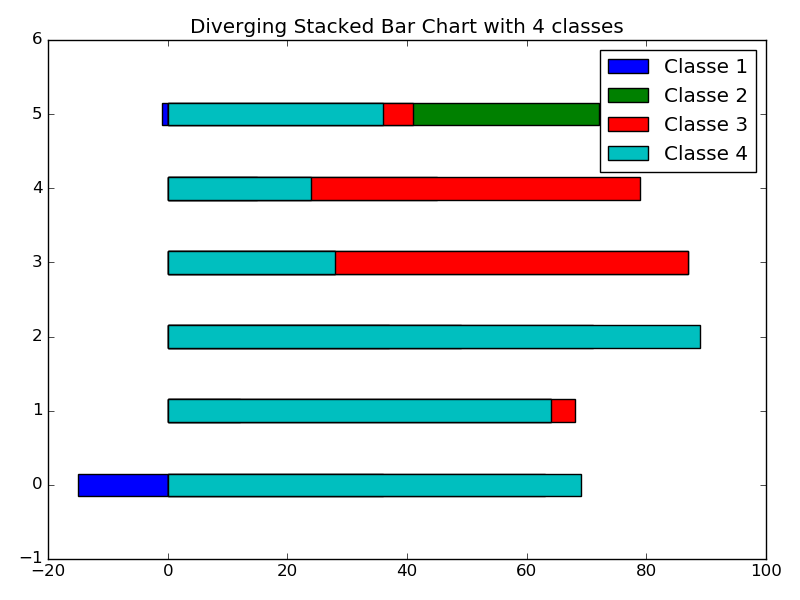 Diverging Stacked Bar Chart with 4 classes
6
5
4
3
2
1
0
−1
Classe 1
Classe 2
Classe 3
Classe 4
−20 0 20 40 60 80 100